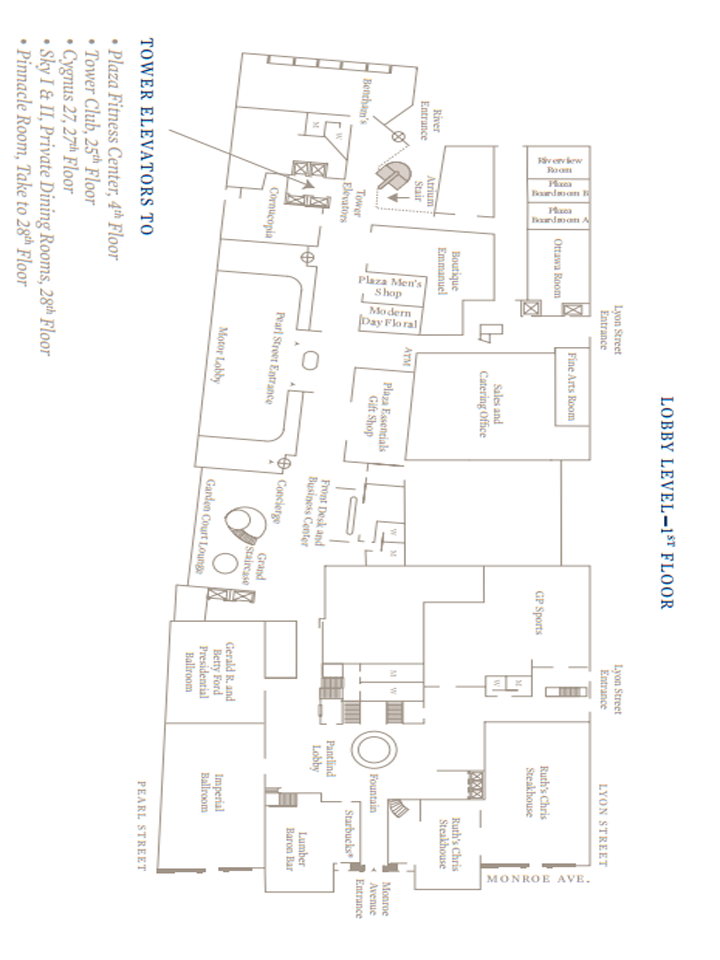 LOBBY LEVEL–1ST FLOOR
Lyon Street
Entrance
Lyon Street
Entrance
LYON STREET
MONROE AVE.
Riverview
Room
Plaza
Boardroom B
Plaza
Boardroom A
Ottawa Room
Fine Arts Room
Sales and
Catering Office
GP Sports
W
M
Ruth's Chris
Steakhouse
Ruth's Chris
Steakhouse
River
Entrance
Atrium
Stair
Boutique
Emmanuel
Plaza Men's
Shop
Modern
Day Floral
ATM
Plaza Essentials
Gift Shop
W
M
M
W
Fountain
Monroe
Avenue
Entrance
Bentham's
M
W
Tower
Elevators
Cornucopia
Pearl Street Entrance
Motor Lobby
Concierge
Front Desk and
Business Center
Garden Court Lounge
Grand
Staircase
Pantlind
Lobby
Starbucks®
Lumber
Baron Bar
Gerald R. and
Betty Ford
Presidential
Ballroom
Imperial
Ballroom
PEARL STREET
TOWER ELEVATORS TO
• Plaza Fitness Center, 4th Floor
• Tower Club, 25th Floor
• Cygnus 27, 27th Floor
• Sky I & II, Private Dining Rooms, 28th Floor
• Pinnacle Room, Take to 28th Floor